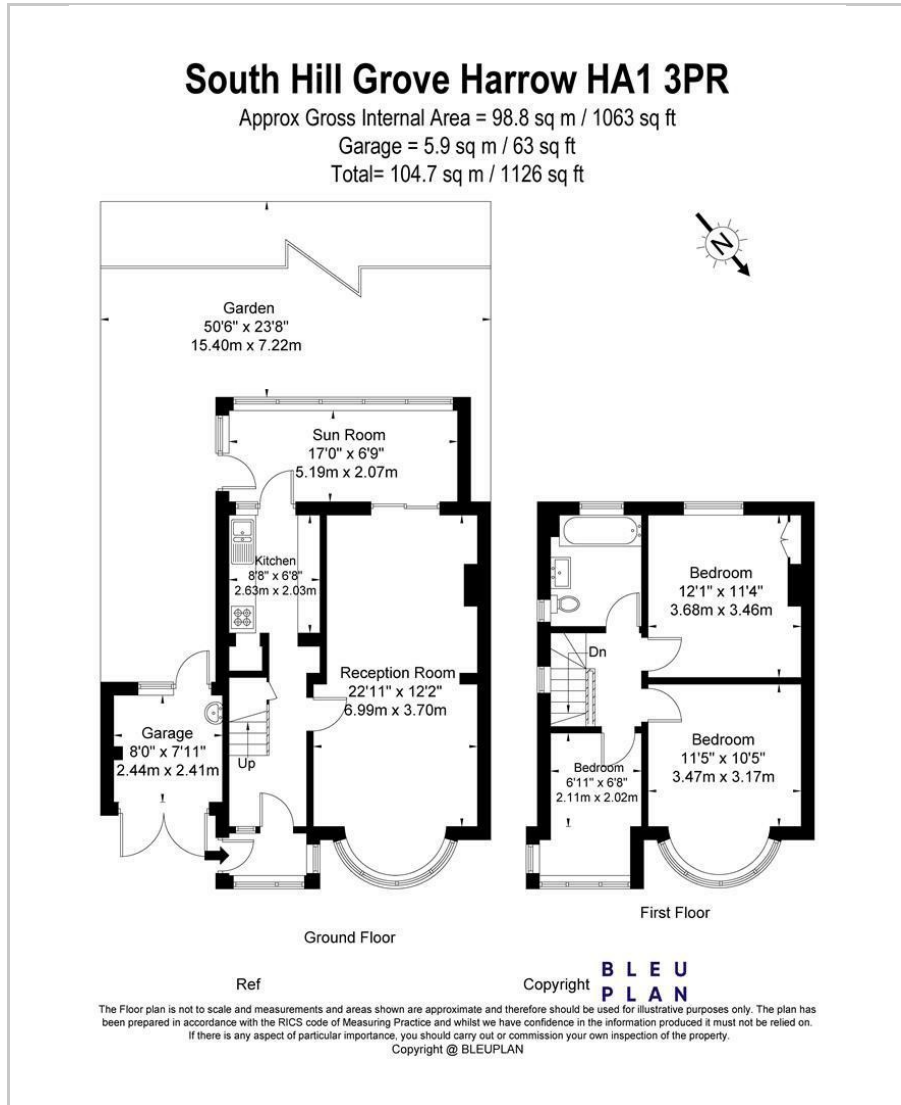 South Hill Grove Harrow HA1 3PR
Approx Gross Internal Area = 98.8 sq m / 1063 sq ft
Garage = 5.9 sq m / 63 sq ft
Total= 104.7 sq m / 1126 sq ft
N
Garden
50'6" x 23'8"
15.40m x 7.22m
Sun Room
17'0" x 6'9"
5.19m x 2.07m
Kitchen
8'8" x 6'8"
2.63m x 2.03m
Reception Room
22'11" x 12'2"
6.99m x 3.70m
Garage
8'0" x 7'11"
2.44m x 2.41m
Up
Ground Floor
Bedroom
12'1" x 11'4"
3.68m x 3.46m
Dn
Bedroom
11'5" x 10'5"
3.47m x 3.17m
Bedroom
6'11" x 6'8"
2.11m x 2.02m
First Floor
Ref
Copyright
BLEU
PLAN
The Floor plan is not to scale and measurements and areas shown are approximate and therefore should be used for illustrative purposes only. The plan has
been prepared in accordance with the RICS code of Measuring Practice and whilst we have confidence in the information produced it must not be relied on.
If there is any aspect of particular importance, you should carry out or commission your own inspection of the property.
Copyright @ BLEUPLAN